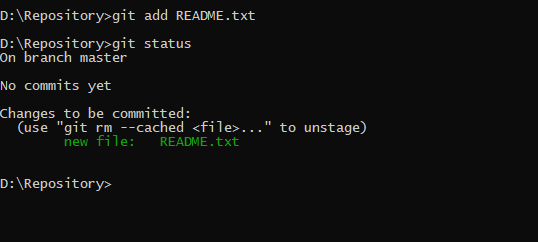 D:\Repository>git add README.txt
D:\Repository>git status
On branch master
No commits yet
Changes to be committed:
  (use "git rm --cached <file>..." to unstage)
        new file:   README.txt
D:\Repository>